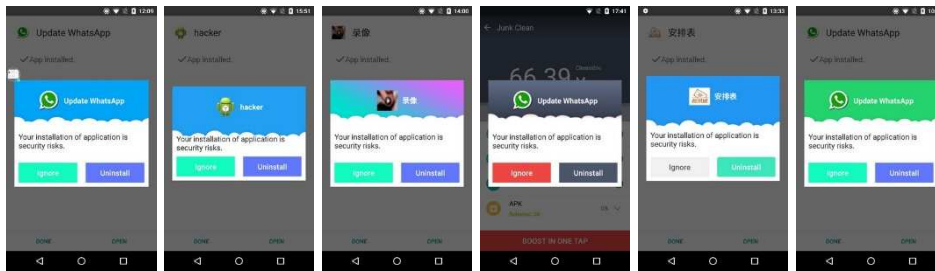 12:09
Update WhatsApp
App installed.
Update WhatsApp
Your installation of application is
security risks.
Ignore
Uninstall
DONE
OPEN
15:51
hacker
App installed.
hacker
Your installation of application is
security risks.
Ignore
Uninstall
DONE
OPEN
14:00
录像
App installed.
录像
Your installation of application is
security risks.
Ignore
Uninstall
DONE
OPEN
17:41
Junk Clean
66.39
Update WhatsApp
Your installation of application is
security risks.
Ignore
Uninstall
APK
BOOST IN ONE TAP
13:33
安排表
App installed.
安排表
Your installation of application is
security risks.
Ignore
Uninstall
DONE
OPEN
Update WhatsApp
App installed.
Update WhatsApp
Your installation of application is
security risks.
Ignore
Uninstall
DONE
OPEN